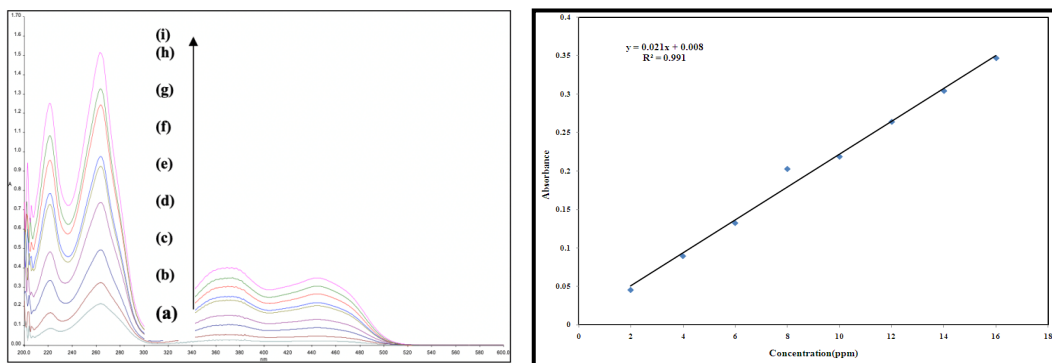 1.70
1.6
1.5
1.4
1.3
1.2
1.1
1.0
0.9
0.8
A
0.7
0.6
0.5
0.4
0.3
0.2
0.1
0.00
200.0 220 240 260 280 300 320 340 360 380 400 420 440 460 480 500 520 540 560 580 600.0
nm
(i)
(h)
(g)
(f)
(e)
(d)
(c)
(b)
(a)
y = 0.021x + 0.008
R² = 0.991
Absorbance
0.4
0.35
0.3
0.25
0.2
0.15
0.1
0.05
0
0 2 4 6 8 10 12 14 16 18
Concentration(ppm)